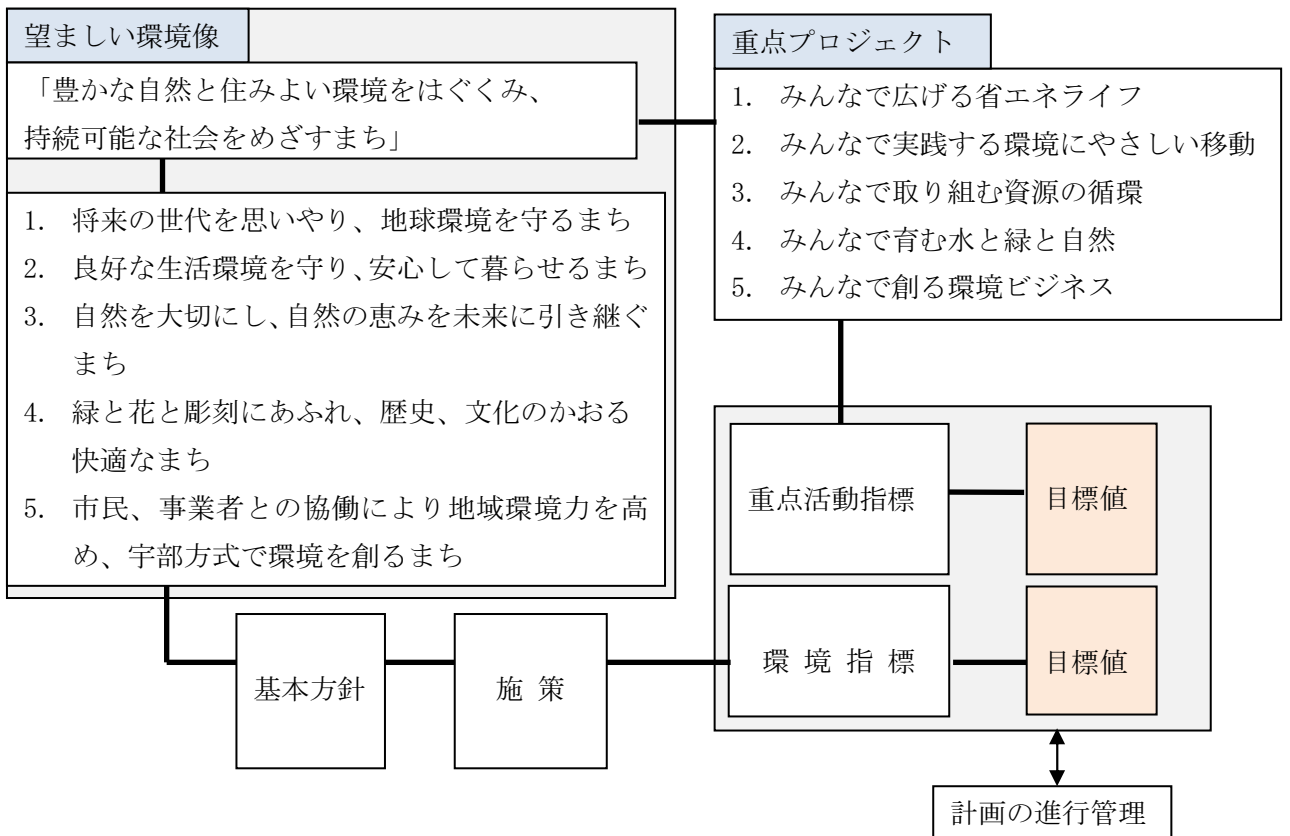 望ましい環境像
「豊かな自然と住みよい環境をはぐくみ、
持続可能な社会をめざすまち」
1. 将来の世代を思いやり、地球環境を守るまち
2. 良好な生活環境を守り、安心して暮らせるまち
3. 自然を大切にし、自然の恵みを未来に引き継ぐ
まち
4. 緑と花と彫刻にあふれ、歴史、文化のかおる
快適なまち
5. 市民、事業者との協働により地域環境力を高
め、宇部方式で環境を創るまち
重点プロジェクト
1. みんなで広げる省エネライフ
2. みんなで実践する環境にやさしい移動
3. みんなで取り組む資源の循環
4. みんなで育む水と緑と自然
5. みんなで創る環境ビジネス
重点活動指標
目標値
基本方針
施 策
環 境 指 標
目標値
計画の進行管理